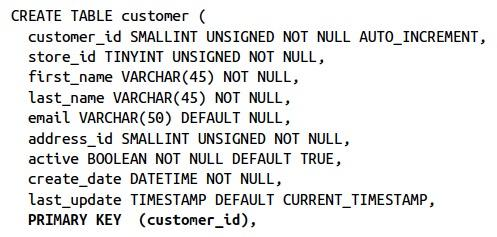 CREATE TABLE customer (
customer_id SMALLINT UNSIGNED NOT NULL AUTO_INCREMENT,
store_id TINYINT UNSIGNED NOT NULL,
first_name VARCHAR(45) NOT NULL,
last_name VARCHAR(45) NOT NULL,
email VARCHAR(50) DEFAULT NULL,
address_id SMALLINT UNSIGNED NOT NULL,
active BOOLEAN NOT NULL DEFAULT TRUE,
create_date DATETIME NOT NULL,
last_update TIMESTAMP DEFAULT CURRENT_TIMESTAMP,
PRIMARY KEY  (customer_id),